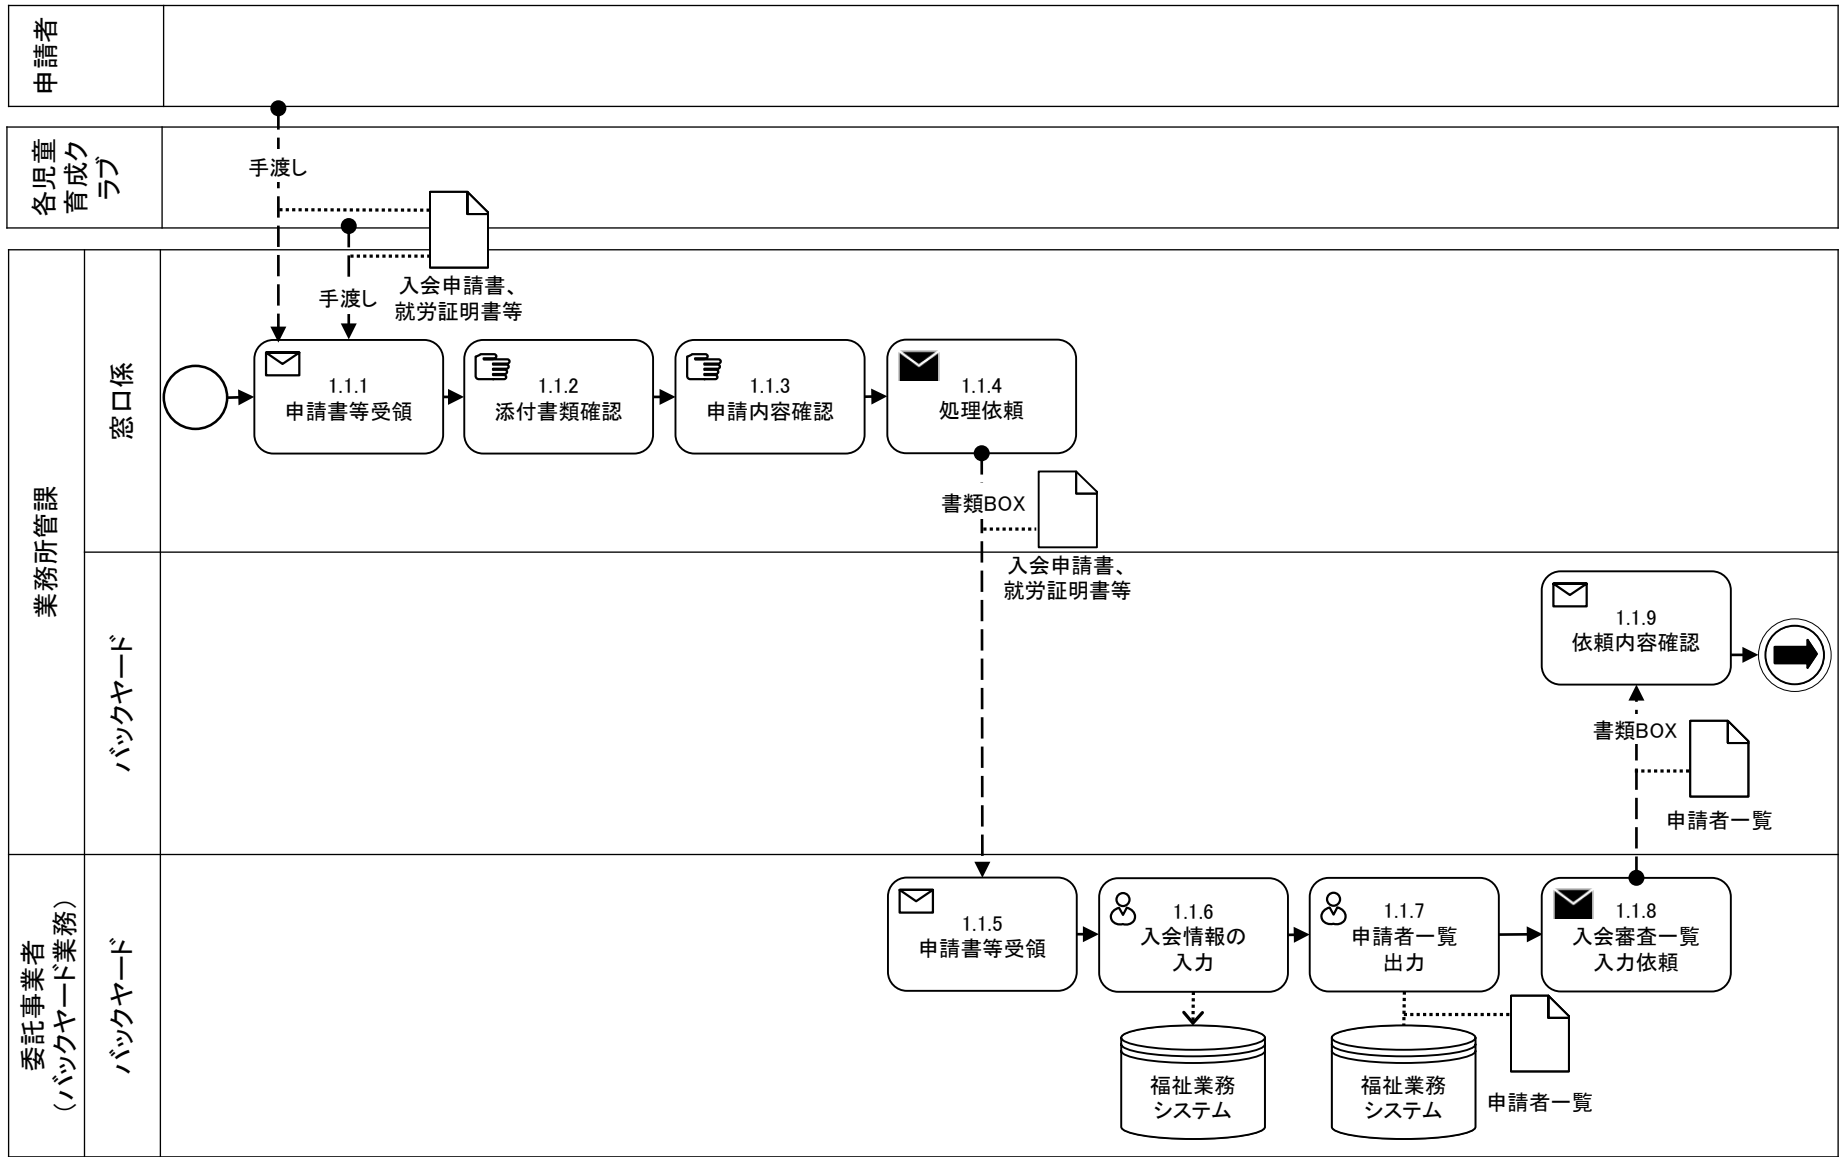 申請者
各児童
育成ク
ラブ
手渡し
手渡し
入会申請書、
就労証明書等
業務所管課
窓口係
1.1.1
申請書等受領
1.1.2
添付書類確認
1.1.3
申請内容確認
1.1.4
処理依頼
書類BOX
入会申請書、
就労証明書等
バックヤード
1.1.9
依頼内容確認
書類BOX
申請者一覧
委託事業者
(バックヤード業務)
バックヤード
1.1.5
申請書等受領
1.1.6
入会情報の
入力
1.1.7
申請者一覧
出力
1.1.8
入会審査一覧
入力依頼
福祉業務
システム
福祉業務
システム
申請者一覧